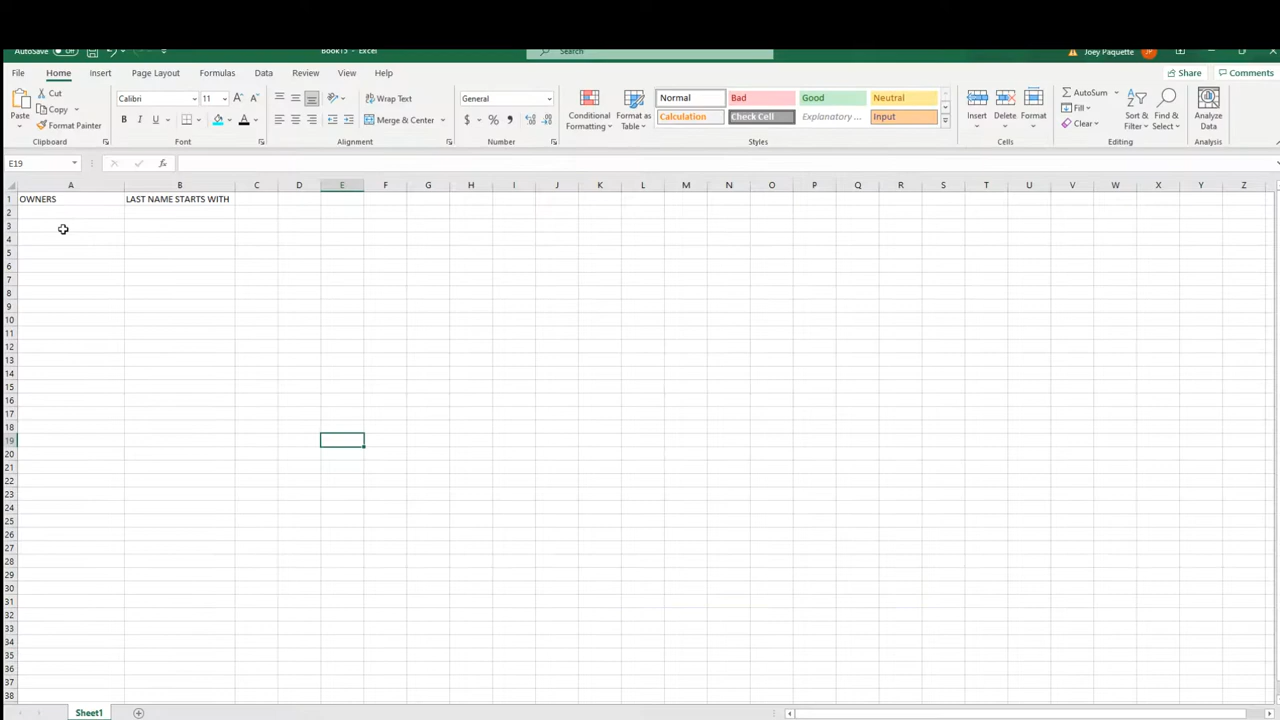 AutoSave Off Book15 - Excel Search Joey Paquette JP
File Home Insert Page Layout Formulas Data Review View Help Share Comments
Paste Cut Copy Format Painter Clipboard
Calibri 11 B I U Font
Wrap Text Merge & Center Alignment
General $ % Number
Conditional Formatting Format as Table
Normal Bad Good Neutral
Calculation Check Cell Explanatory ... Input
Styles
Insert Delete Format Cells
AutoSum Fill Clear Sort & Filter Find & Select Editing
Analyze Data
E19 fx
A B C D E F G H I J K L M N O P Q R S T U V W X Y Z
1 OWNERS LAST NAME STARTS WITH
2
3
4
5
6
7
8
9
10
11
12
13
14
15
16
17
18
19
20
21
22
23
24
25
26
27
28
29
30
31
32
33
34
35
36
37
38
Sheet1